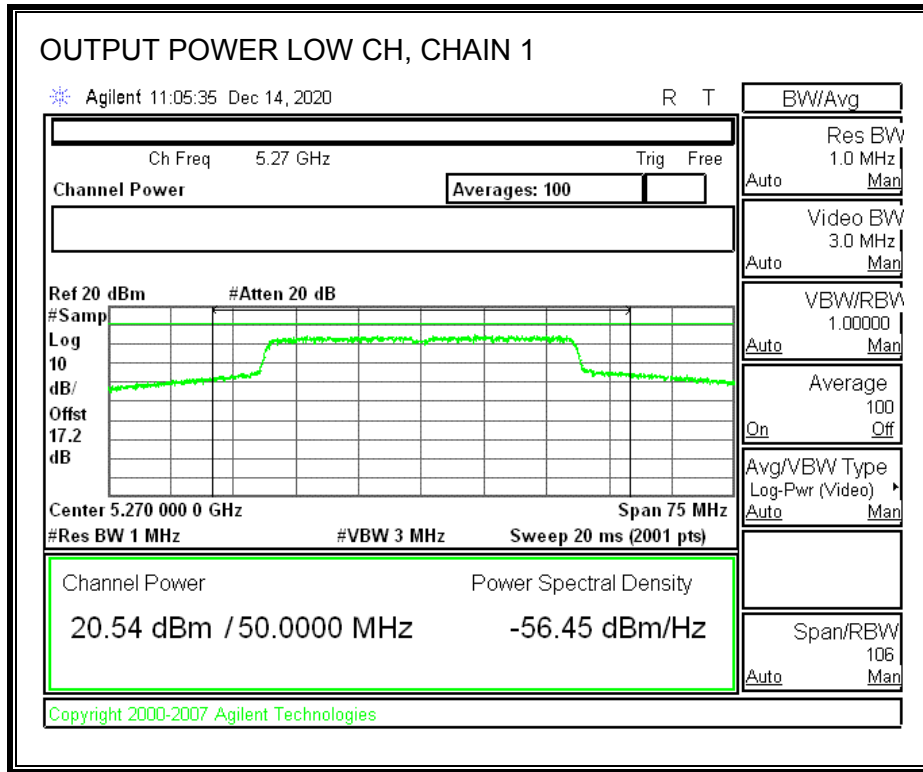 OUTPUT POWER LOW CH, CHAIN 1
Agilent 11:05:35 Dec 14, 2020 R T
BW/Avg
Ch Freq 5.27 GHz Trig Free
Channel Power Averages: 100
Res BW
1.0 MHz
Auto Man
Video BW
3.0 MHz
Auto Man
VBW/RBW
1.00000
Auto Man
Average
100
On Off
Avg/VBW Type
Log-Pwr (Video)
Auto Man
Span/RBW
106
Auto Man
Ref 20 dBm #Atten 20 dB
#Samp
Log
10
dB/
Offst
17.2
dB
Center 5.270 000 0 GHz Span 75 MHz
#Res BW 1 MHz #VBW 3 MHz Sweep 20 ms (2001 pts)
Channel Power Power Spectral Density
20.54 dBm / 50.0000 MHz -56.45 dBm/Hz
Copyright 2000-2007 Agilent Technologies